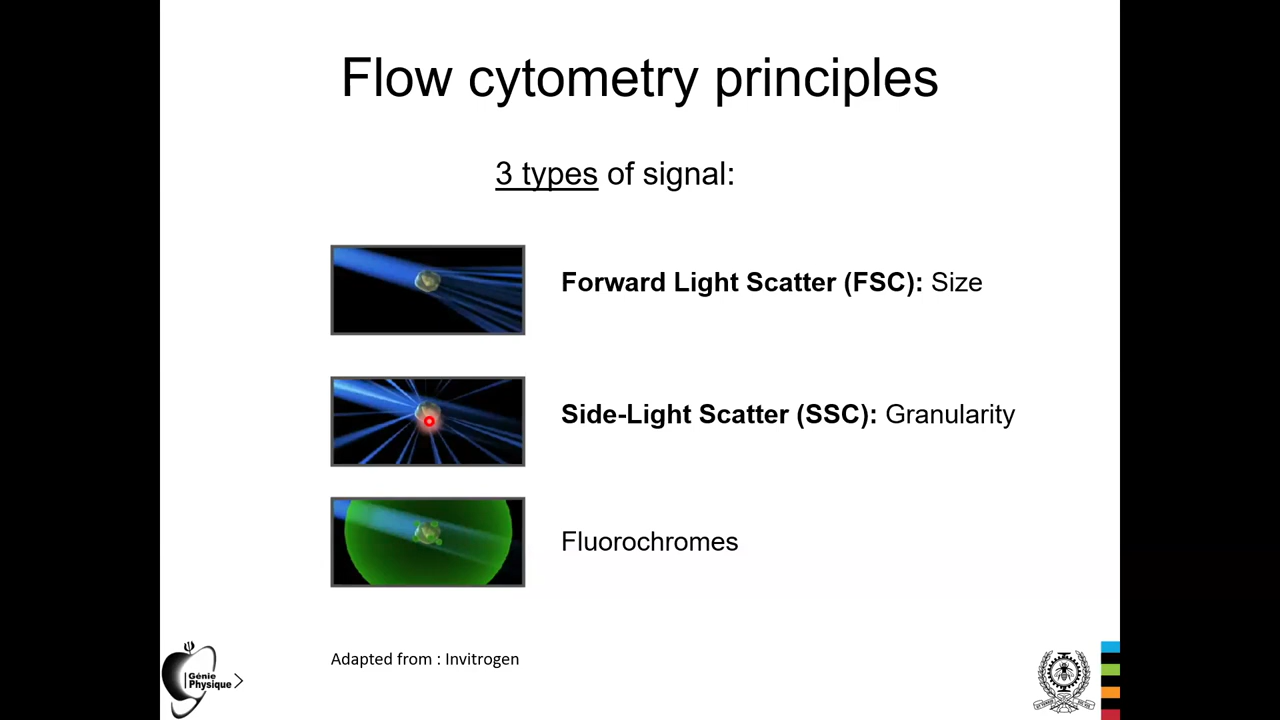 Flow cytometry principles
3 types of signal:
Forward Light Scatter (FSC): Size
Side-Light Scatter (SSC): Granularity
Fluorochromes
Adapted from : Invitrogen
Génie
Physique